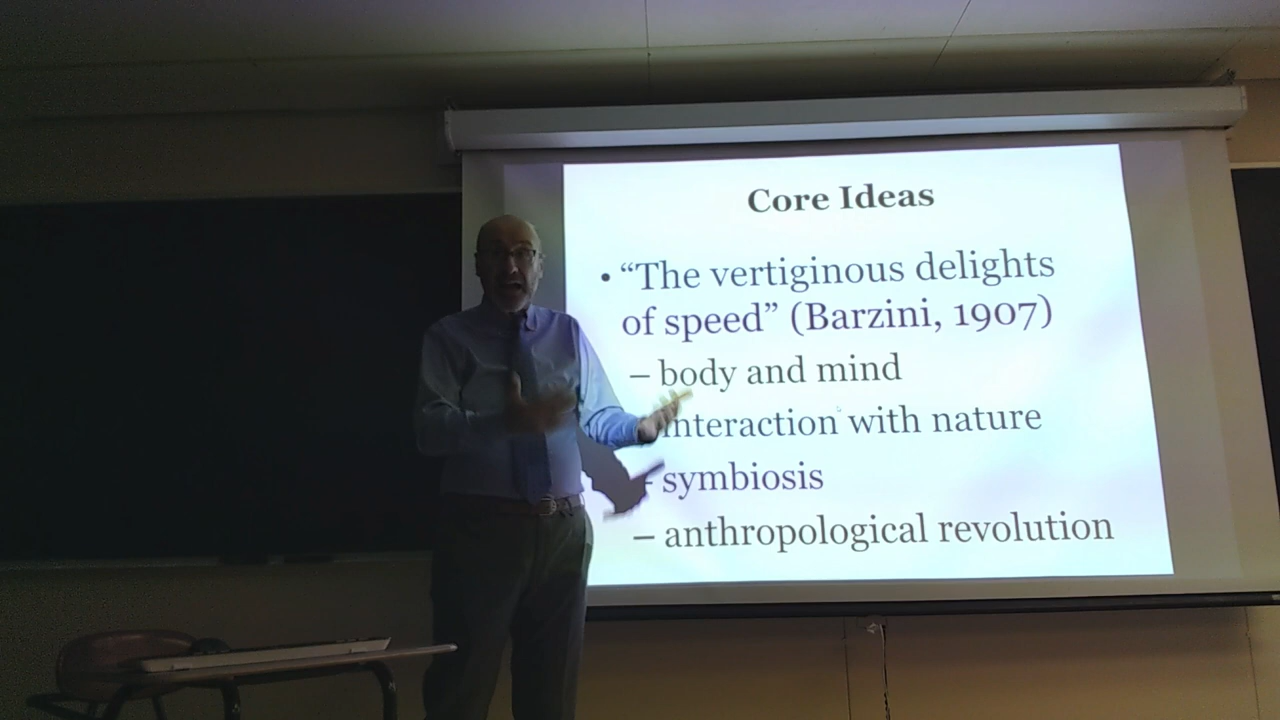 Core Ideas
• “The vertiginous delights
of speed” (Barzini, 1907)
– body and mind
interaction with nature
– symbiosis
– anthropological revolution